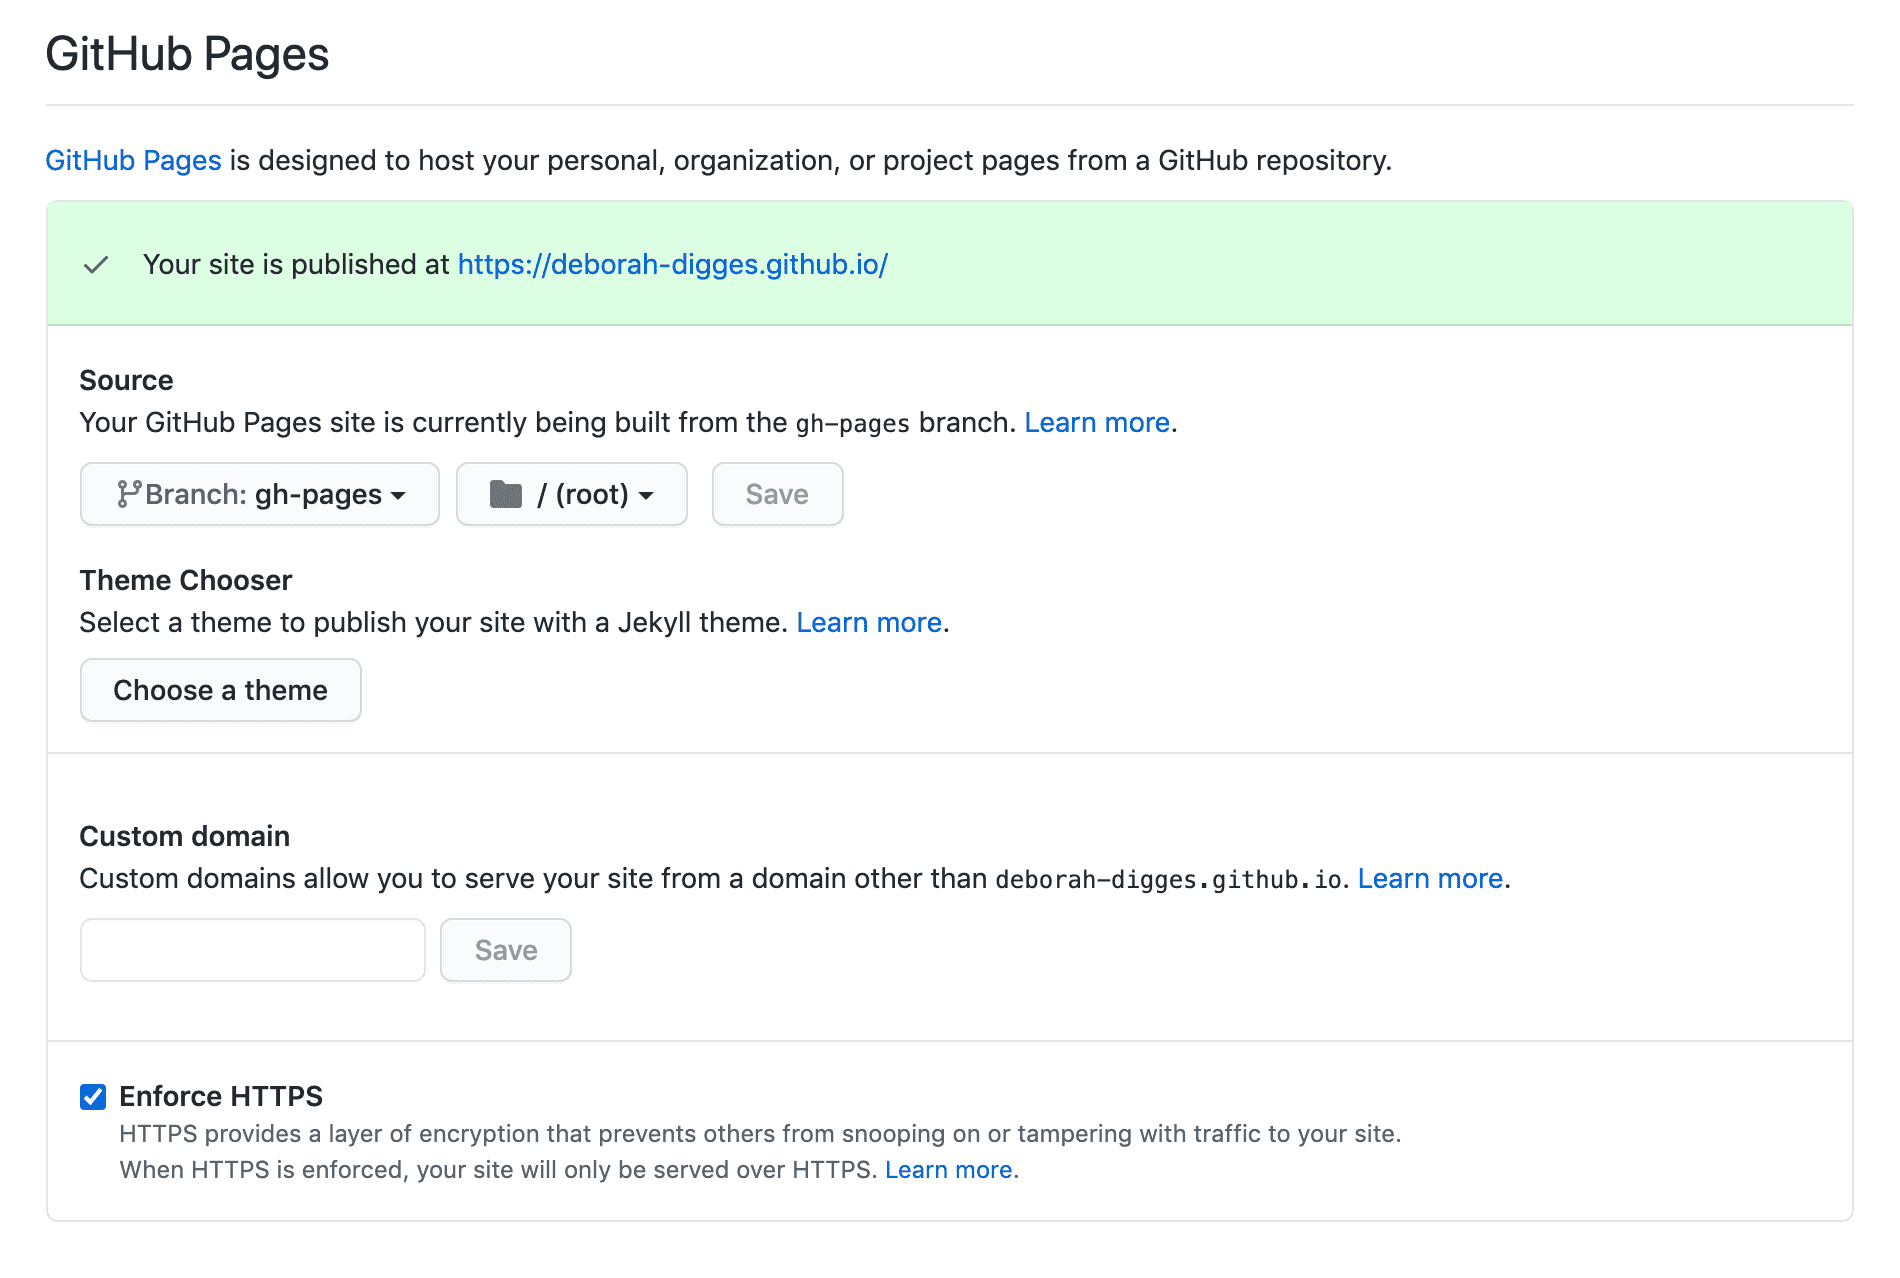 GitHub Pages
GitHub Pages is designed to host your personal, organization, or project pages from a GitHub repository.
Your site is published at https://deborah-digges.github.io/
Source
Your GitHub Pages site is currently being built from the gh-pages branch. Learn more.
Branch: gh-pages / (root) Save
Theme Chooser
Select a theme to publish your site with a Jekyll theme. Learn more.
Choose a theme
Custom domain
Custom domains allow you to serve your site from a domain other than deborah-digges.github.io. Learn more.
Save
Enforce HTTPS
HTTPS provides a layer of encryption that prevents others from snooping on or tampering with traffic to your site.
When HTTPS is enforced, your site will only be served over HTTPS. Learn more.